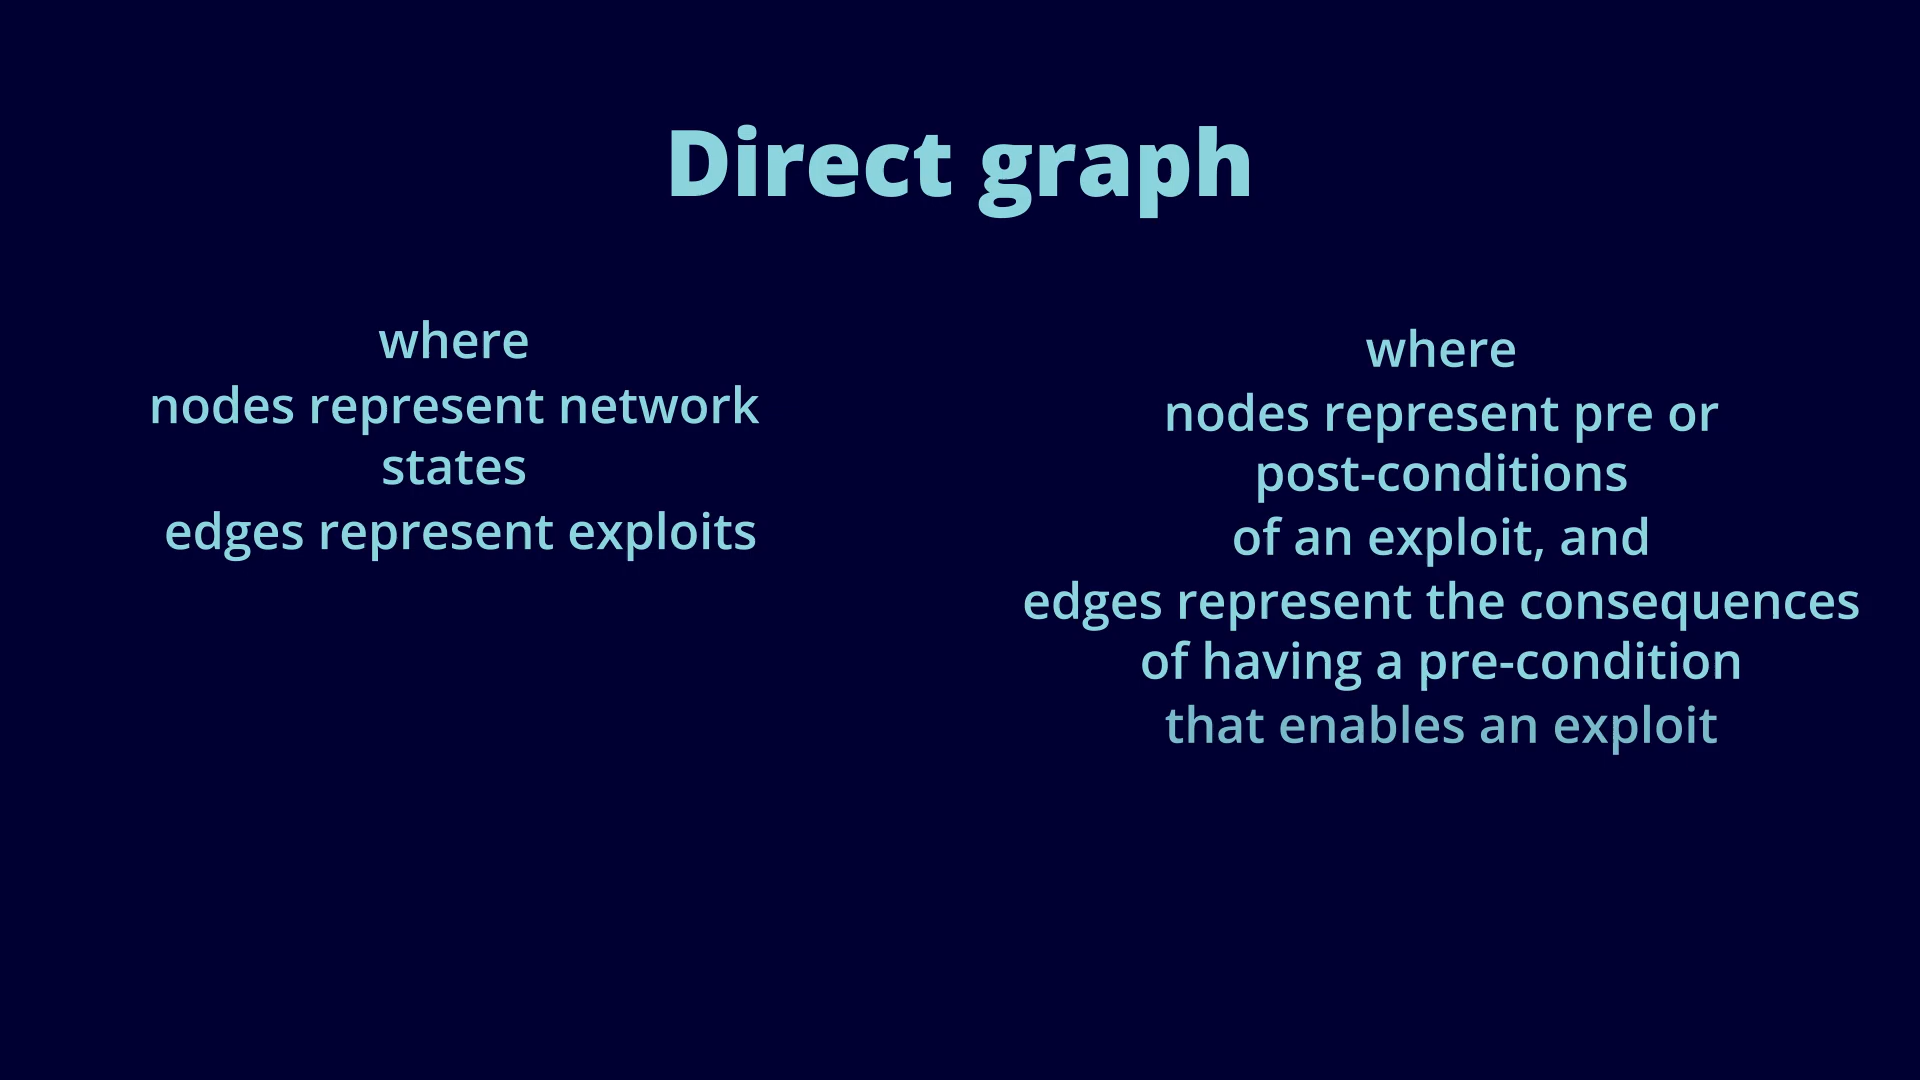 Direct graph
where
nodes represent network
states
edges represent exploits
where
nodes represent pre or
post-conditions
of an exploit, and
edges represent the consequences
of having a pre-condition
that enables an exploit